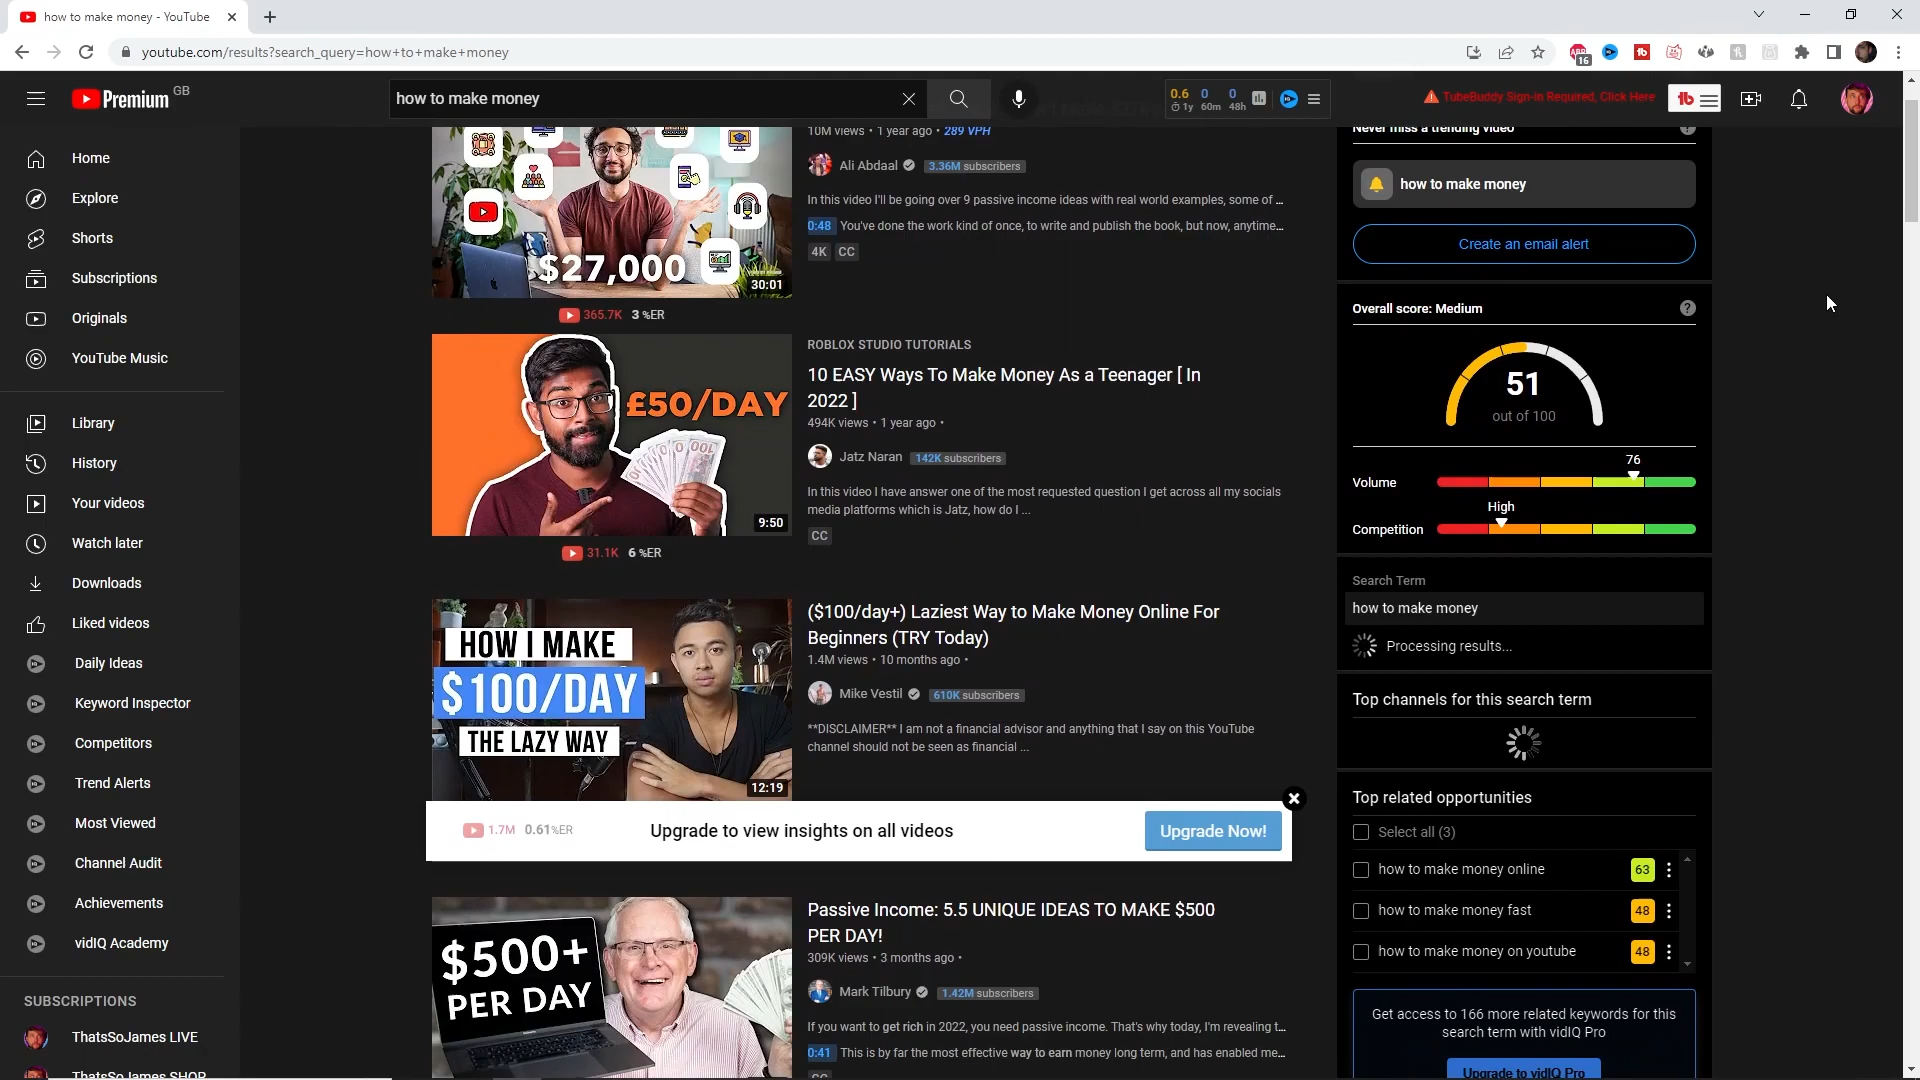 how to make money - YouTube
youtube.com/results?search_query=how+to+make+money
16
Premium GB
how to make money
0.6 0 0
1y 60m 48h
TubeBuddy Sign-in Required, Click Here
Home
Explore
Shorts
Subscriptions
Originals
YouTube Music
Library
History
Your videos
Watch later
Downloads
Liked videos
Daily Ideas
Keyword Inspector
Competitors
Trend Alerts
Most Viewed
Channel Audit
Achievements
vidIQ Academy
SUBSCRIPTIONS
ThatsSoJames LIVE
ThatsSoJames SHOP
$27,000
30:01
365.7K 3 %ER
10M views • 1 year ago • 289 VPH
Ali Abdaal 3.36M subscribers
In this video I'll be going over 9 passive income ideas with real world examples, some of ...
0:48 You've done the work kind of once, to write and publish the book, but now, anytime...
4K CC
£50/DAY
9:50
31.1K 6 %ER
ROBLOX STUDIO TUTORIALS
10 EASY Ways To Make Money As a Teenager [ In
2022 ]
494K views • 1 year ago •
Jatz Naran 142K subscribers
In this video I have answer one of the most requested question I get across all my socials
media platforms which is Jatz, how do I ...
CC
HOW I MAKE
$100/DAY
THE LAZY WAY
12:19
($100/day+) Laziest Way to Make Money Online For
Beginners (TRY Today)
1.4M views • 10 months ago •
Mike Vestil 610K subscribers
**DISCLAIMER** I am not a financial advisor and anything that I say on this YouTube
channel should not be seen as financial ...
1.7M 0.61%ER
Upgrade to view insights on all videos
Upgrade Now!
$500+
PER DAY
Passive Income: 5.5 UNIQUE IDEAS TO MAKE $500
PER DAY!
309K views • 3 months ago •
Mark Tilbury 1.42M subscribers
If you want to get rich in 2022, you need passive income. That's why today, I'm revealing t...
0:41 This is by far the most effective way to earn money long term, and has enabled me...
CC
Never miss a trending video
how to make money
Create an email alert
Overall score: Medium
51
out of 100
76
Volume
High
Competition
Search Term
how to make money
Processing results...
Top channels for this search term
Top related opportunities
Select all (3)
how to make money online 63
how to make money fast 48
how to make money on youtube 48
Get access to 166 more related keywords for this
search term with vidIQ Pro
Upgrade to vidIQ Pro